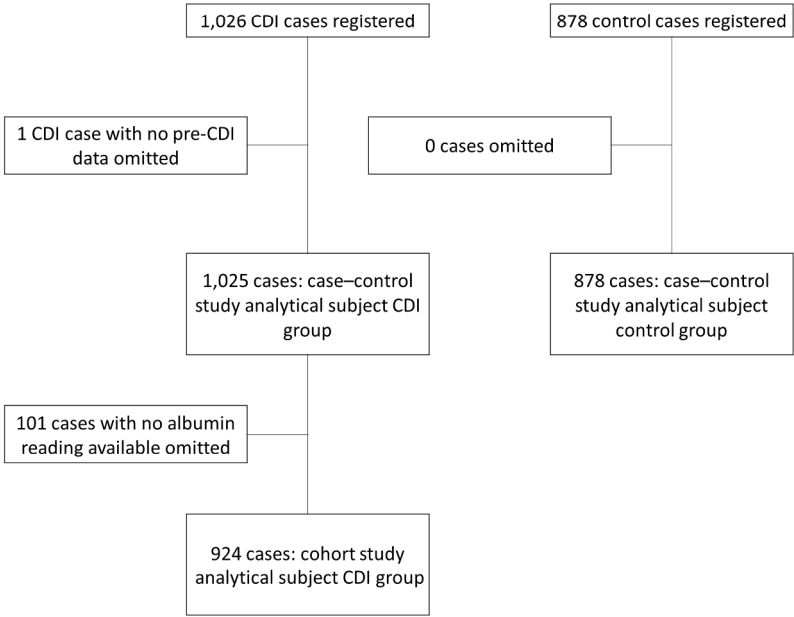 1,026 CDI cases registered
878 control cases registered
1 CDI case with no pre-CDI
data omitted
0 cases omitted
1,025 cases: case–control
study analytical subject CDI
group
878 cases: case–control
study analytical subject
control group
101 cases with no albumin
reading available omitted
924 cases: cohort study
analytical subject CDI group